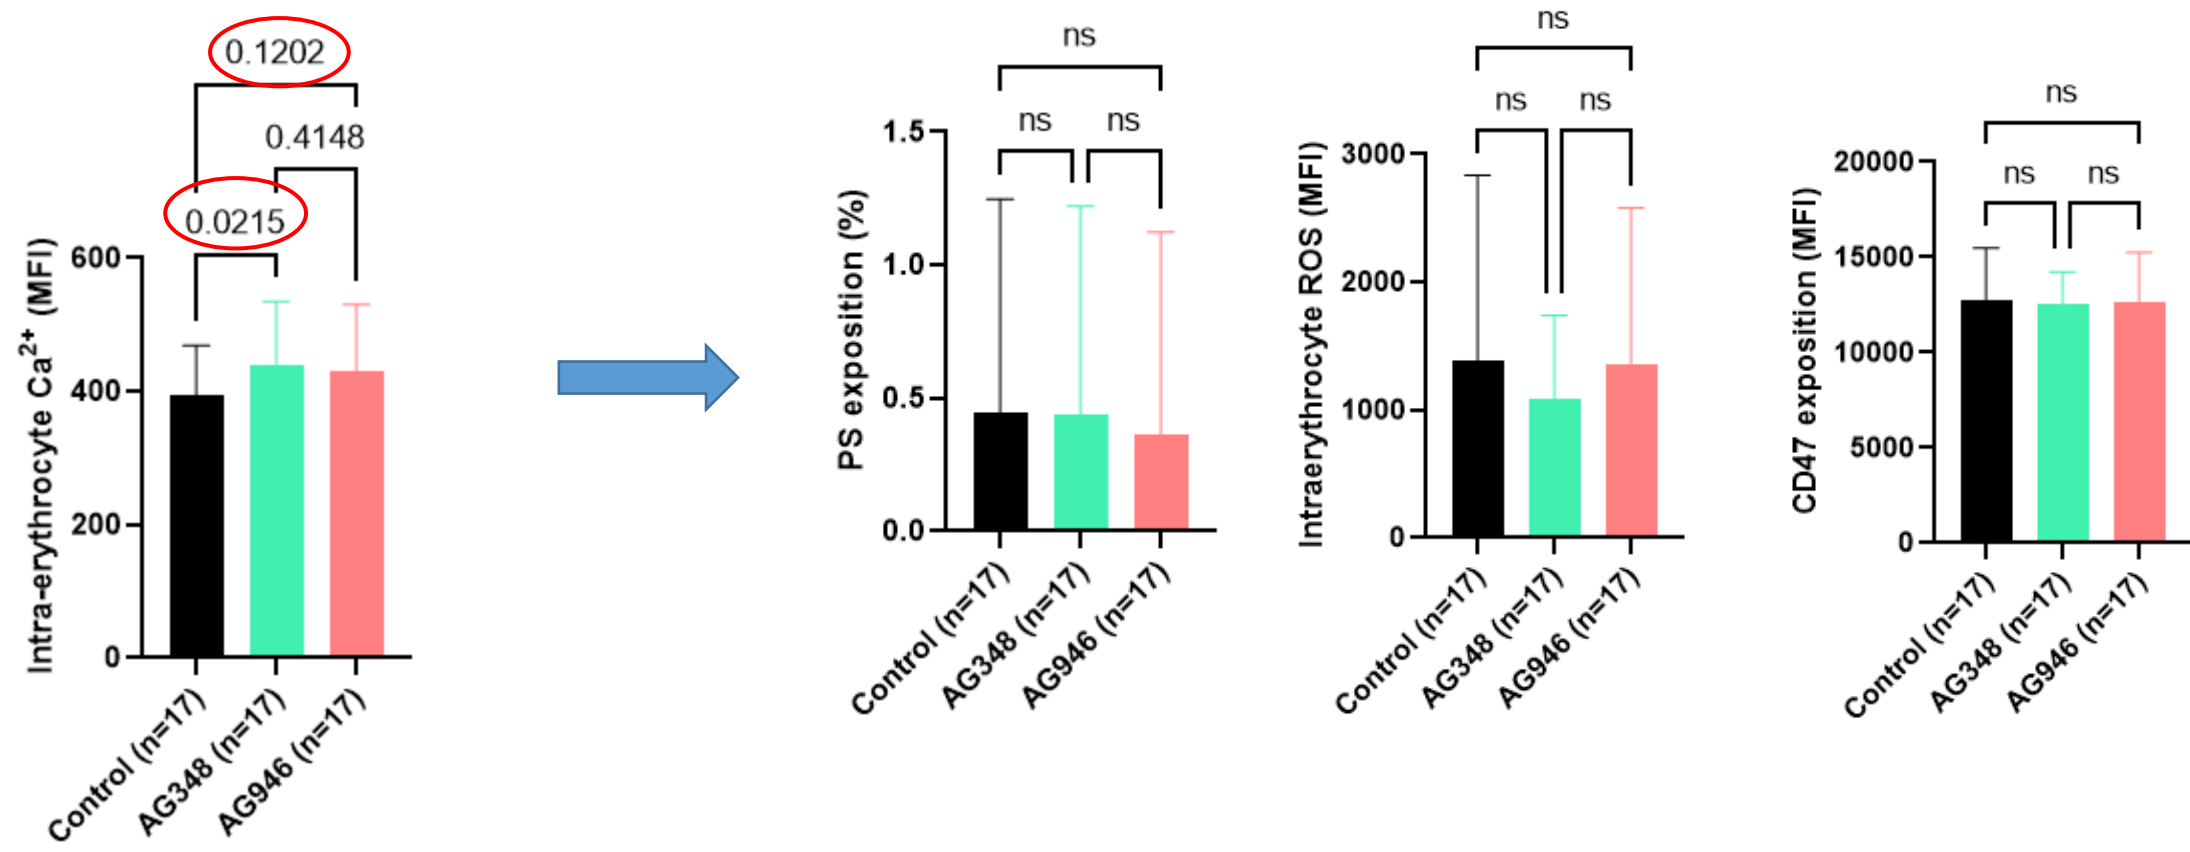 0.1202
0.4148
0.0215
Intra-erythrocyte Ca²⁺ (MFI)
600
400
200
0
Control (n=17)
AG348 (n=17)
AG946 (n=17)
ns
ns
ns
PS exposition (%)
1.5
1.0
0.5
0.0
Control (n=17)
AG348 (n=17)
AG946 (n=17)
ns
ns
ns
Intraerythrocyte ROS (MFI)
3000
2000
1000
0
Control (n=17)
AG348 (n=17)
AG946 (n=17)
ns
ns
ns
CD47 exposition (MFI)
20000
15000
10000
5000
0
Control (n=17)
AG348 (n=17)
AG946 (n=17)